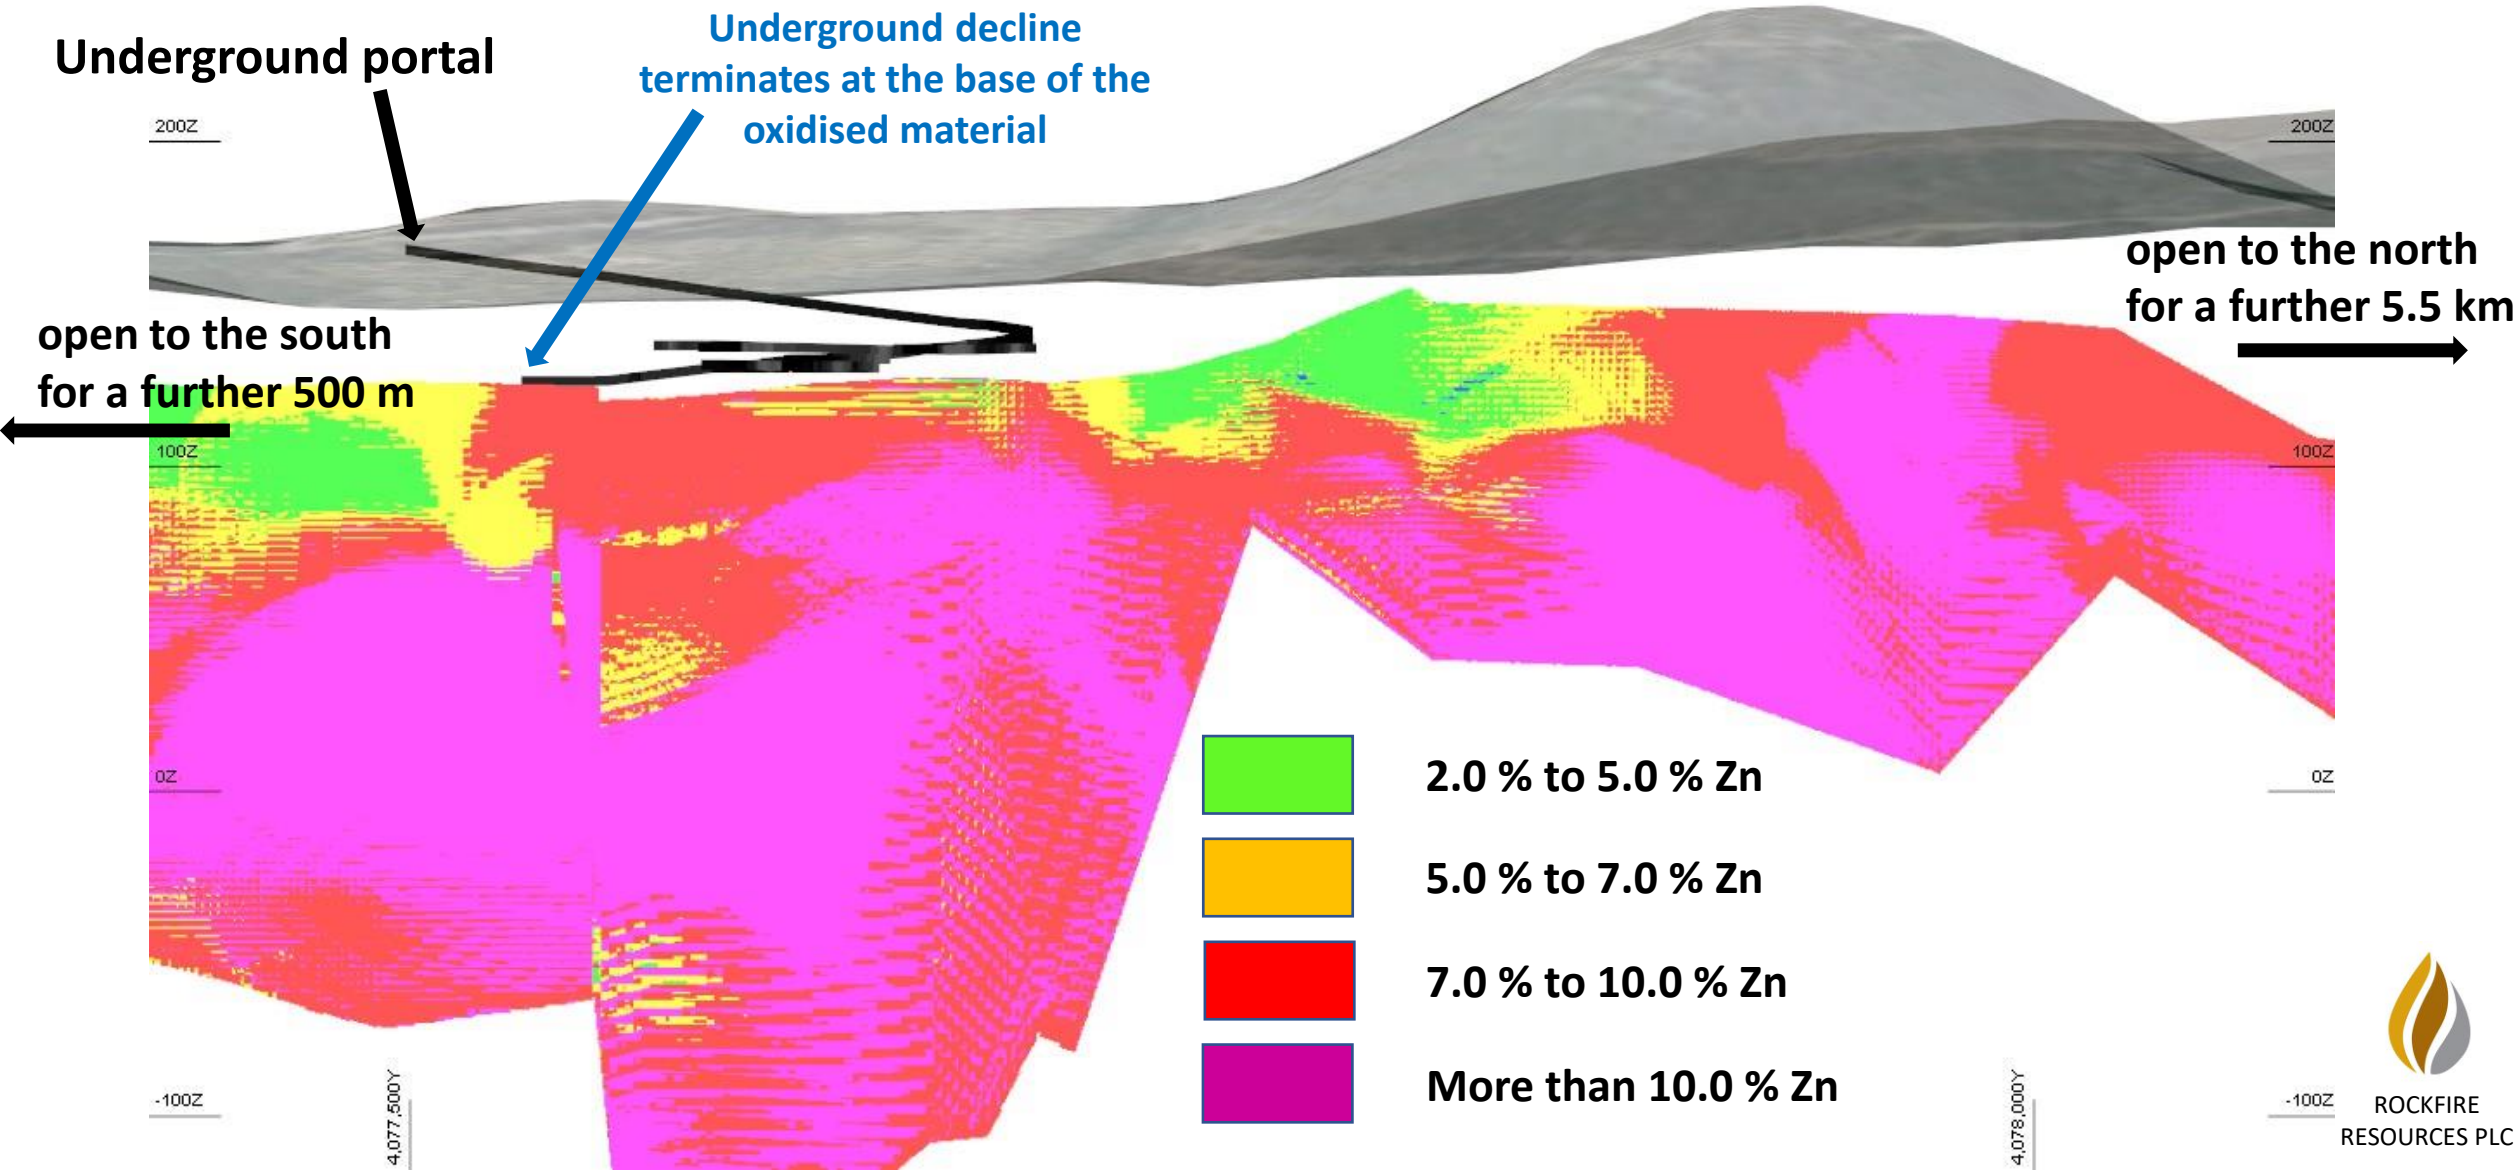 Underground portal
Underground decline
terminates at the base of the
oxidised material
200Z
200Z
open to the north
for a further 5.5 km
open to the south
for a further 500 m
100Z
100Z
0Z
0Z
2.0 % to 5.0 % Zn
5.0 % to 7.0 % Zn
7.0 % to 10.0 % Zn
More than 10.0 % Zn
-100Z
-100Z
4,077,500Y
4,078,000Y
ROCKFIRE
RESOURCES PLC